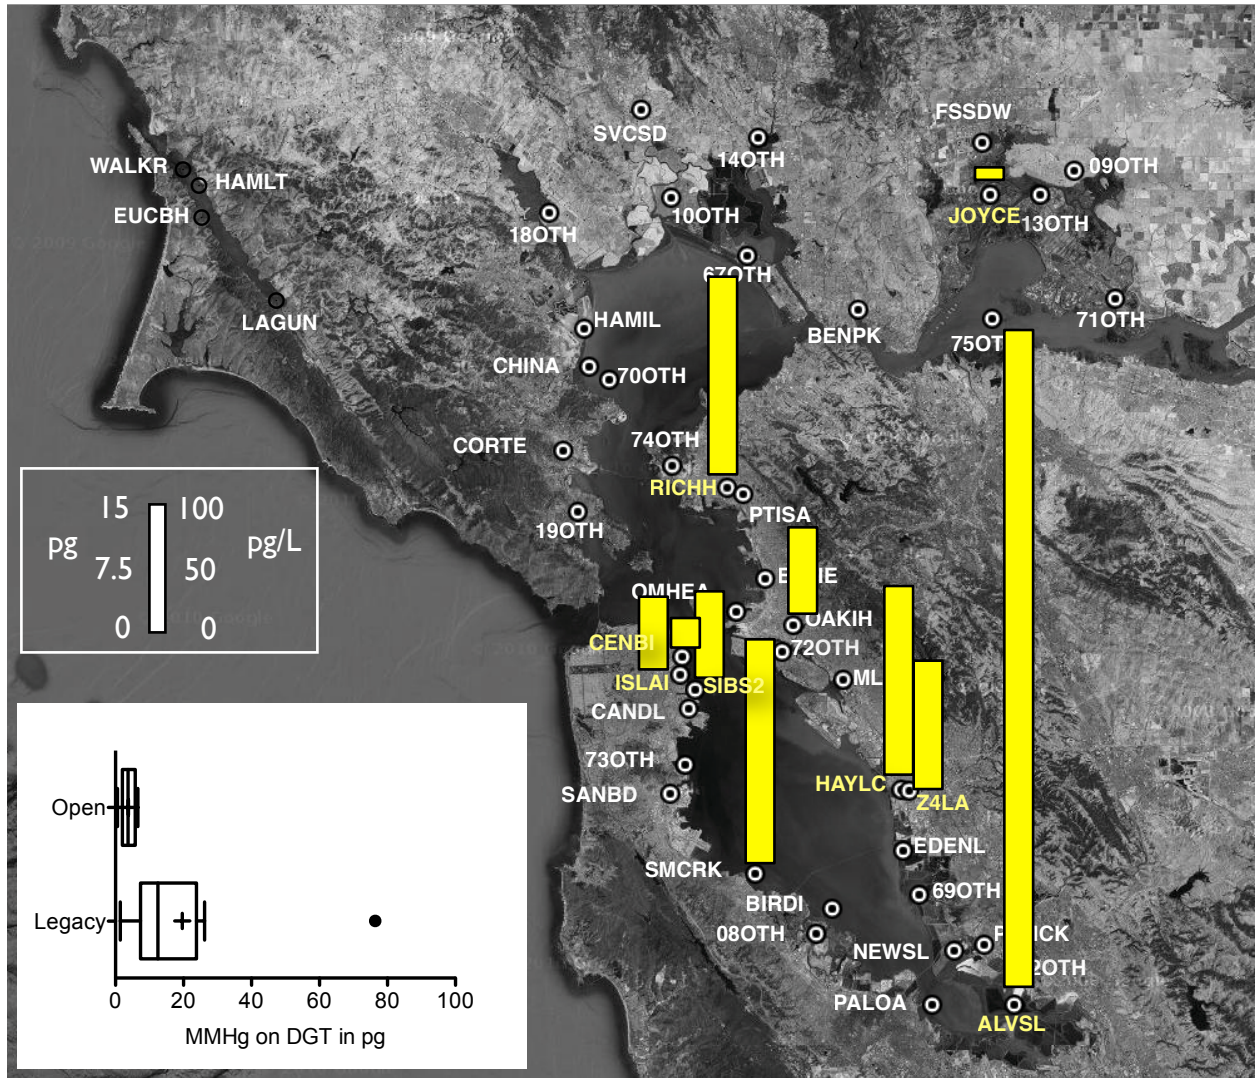 FSSDW
SVCSD
14OTH
WALKR
HAMLT
09OTH
EUCBH
10OTH
JOYCE
13OTH
18OTH
67OTH
LAGUN
HAMIL
BENPK
71OTH
CHINA
70OTH
CORTE
74OTH
RICHH
PTISA
15 100
pg pg/L
7.5 50
0 0
19OTH
OAKIH
CENBI
72OTH
ISLAI
SIBS2
CANDL
73OTH
HAYLC
SANBD
Z4LA
EDENL
SMCRK
69OTH
BIRDI
08OTH
NEWSL
PALOA
ALVSL
Open
Legacy
0 20 40 60 80 100
MMHg on DGT in pg